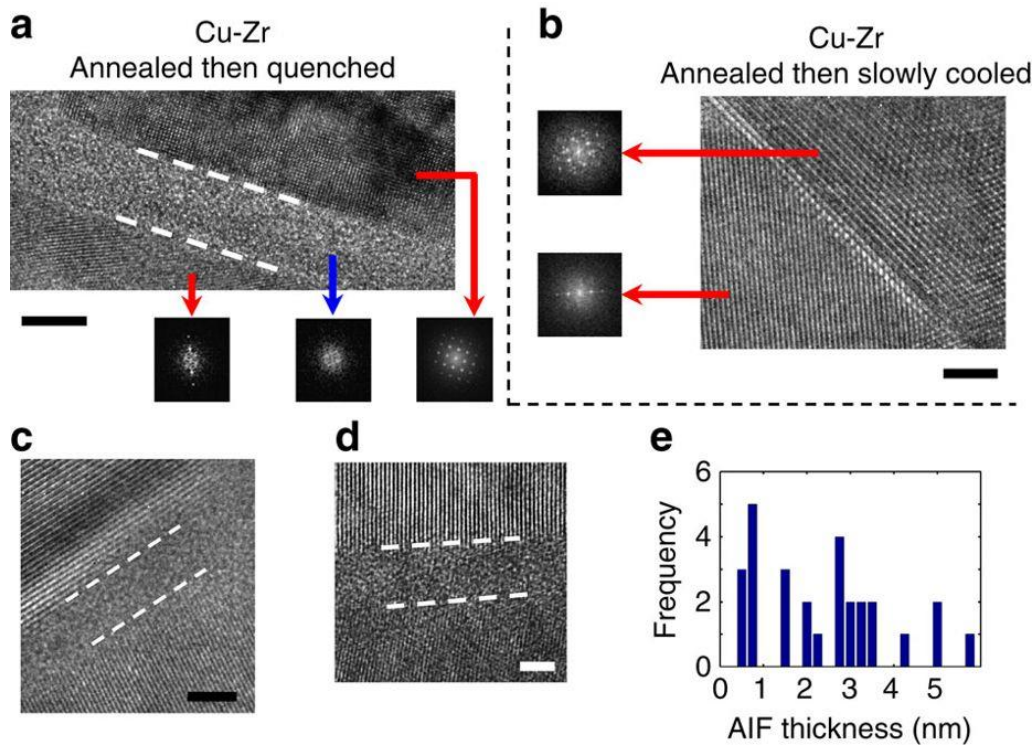 a
Cu-Zr
Annealed then quenched
b
Cu-Zr
Annealed then slowly cooled
c
d
e
6
4
2
0
Frequency
0 1 2 3 4 5
AIF thickness (nm)